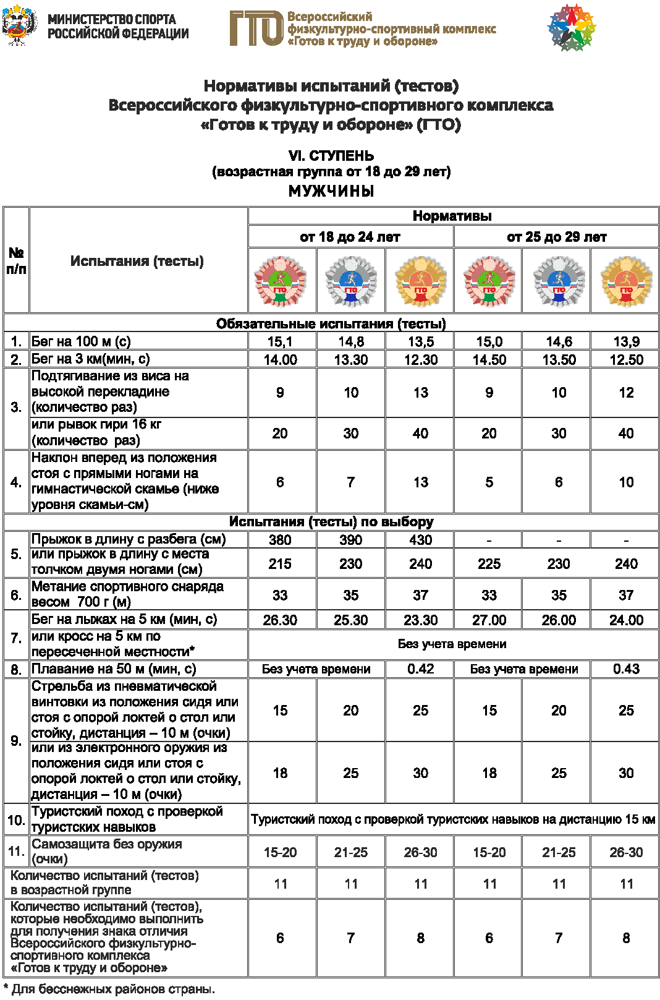 МИНИСТЕРСТВО СПОРТА
РОССИЙСКОЙ ФЕДЕРАЦИИ
ГТО
Всероссийский
физкультурно-спортивный комплекс
«Готов к труду и обороне»
Нормативы испытаний (тестов)
Всероссийского физкультурно-спортивного комплекса
«Готов к труду и обороне» (ГТО)
VI. СТУПЕНЬ
(возрастная группа от 18 до 29 лет)
МУЖЧИНЫ
№ п/п Испытания (тесты) Нормативы
от 18 до 24 лет от 25 до 29 лет
ГТО ГТО ГТО ГТО ГТО ГТО
Обязательные испытания (тесты)
1. Бег на 100 м (с) 15,1 14,8 13,5 15,0 14,6 13,9
2. Бег на 3 км(мин, с) 14.00 13.30 12.30 14.50 13.50 12.50
3. Подтягивание из виса на
высокой перекладине
(количество раз) 9 10 13 9 10 12
или рывок гири 16 кг
(количество раз) 20 30 40 20 30 40
4. Наклон вперед из положения
стоя с прямыми ногами на
гимнастической скамье (ниже
уровня скамьи-см) 6 7 13 5 6 10
Испытания (тесты) по выбору
5. Прыжок в длину с разбега (см) 380 390 430 - - -
или прыжок в длину с места
толчком двумя ногами (см) 215 230 240 225 230 240
6. Метание спортивного снаряда
весом 700 г (м) 33 35 37 33 35 37
7. Бег на лыжах на 5 км (мин, с) 26.30 25.30 23.30 27.00 26.00 24.00
или кросс на 5 км по
пересеченной местности* Без учета времени
8. Плавание на 50 м (мин, с) Без учета времени 0.42 Без учета времени 0.43
9. Стрельба из пневматической
винтовки из положения сидя или
стоя с опорой локтей о стол или
стойку, дистанция – 10 м (очки) 15 20 25 15 20 25
или из электронного оружия из
положения сидя или стоя с
опорой локтей о стол или стойку,
дистанция – 10 м (очки) 18 25 30 18 25 30
10. Туристский поход с проверкой
туристских навыков Туристский поход с проверкой туристских навыков на дистанцию 15 км
11. Самозащита без оружия
(очки) 15-20 21-25 26-30 15-20 21-25 26-30
Количество испытаний (тестов)
в возрастной группе 11 11 11 11 11 11
Количество испытаний (тестов),
которые необходимо выполнить
для получения знака отличия
Всероссийского физкультурно-
спортивного комплекса
«Готов к труду и обороне» 6 7 8 6 7 8
* Для бесснежных районов страны.